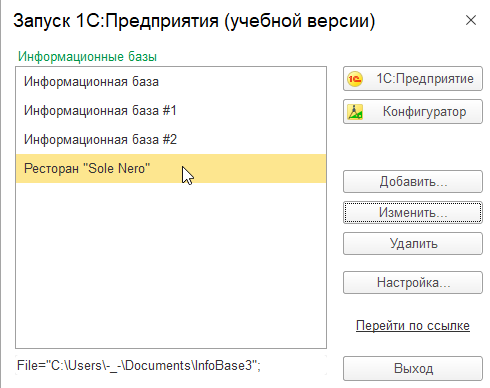 Запуск 1С:Предприятия (учебной версии)
Информационные базы
Информационная база
Информационная база #1
Информационная база #2
Ресторан "Sole Nero"
1С:Предприятие
Конфигуратор
Добавить...
Изменить...
Удалить
Настройка...
Перейти по ссылке
File="C:\Users\-_-\Documents\InfoBase3";
Выход